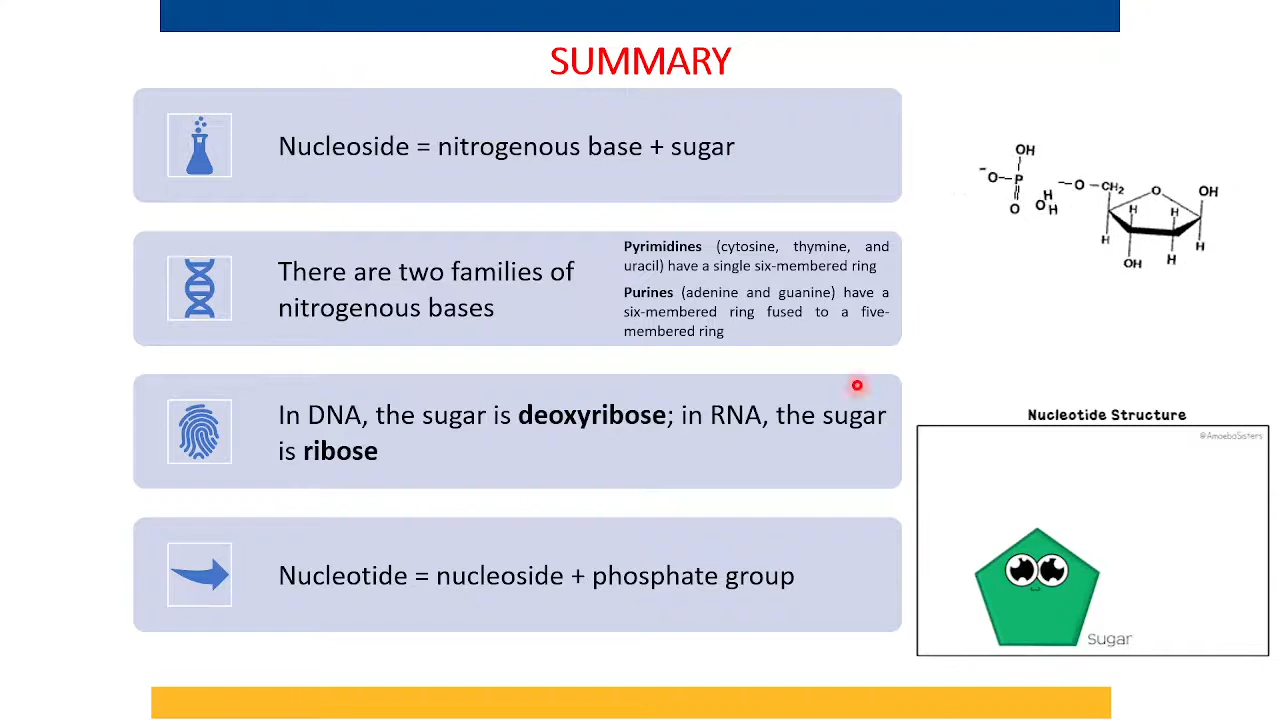 SUMMARY
Nucleoside = nitrogenous base + sugar
There are two families of
nitrogenous bases
Pyrimidines (cytosine, thymine, and
uracil) have a single six-membered ring
Purines (adenine and guanine) have a
six-membered ring fused to a five-
membered ring
In DNA, the sugar is deoxyribose; in RNA, the sugar
is ribose
Nucleotide = nucleoside + phosphate group
OH
⁻O–P
O
O H H
⁻O–CH₂
O
OH
H
H
H
H
OH
H
Nucleotide Structure
@AmoebaSisters
Sugar